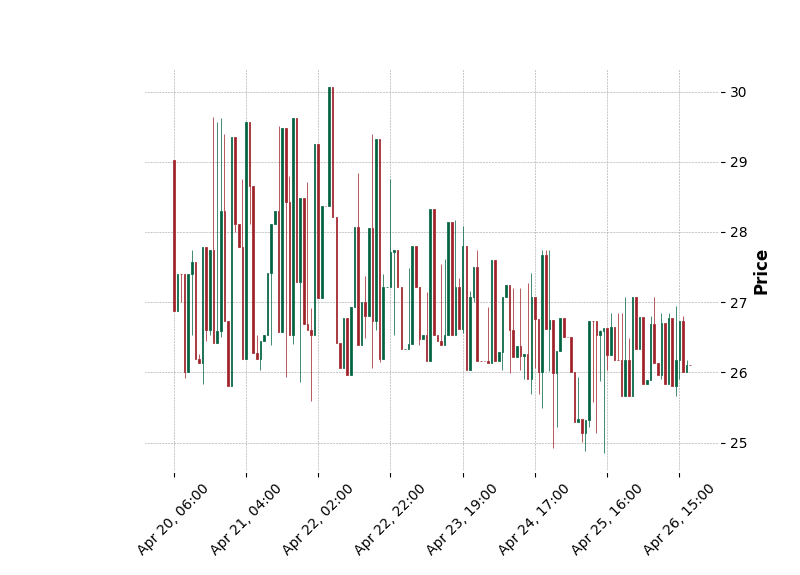 30
29
28
27
26
25
Price
Apr 20, 06:00
Apr 21, 04:00
Apr 22, 02:00
Apr 22, 22:00
Apr 23, 19:00
Apr 24, 17:00
Apr 25, 16:00
Apr 26, 15:00